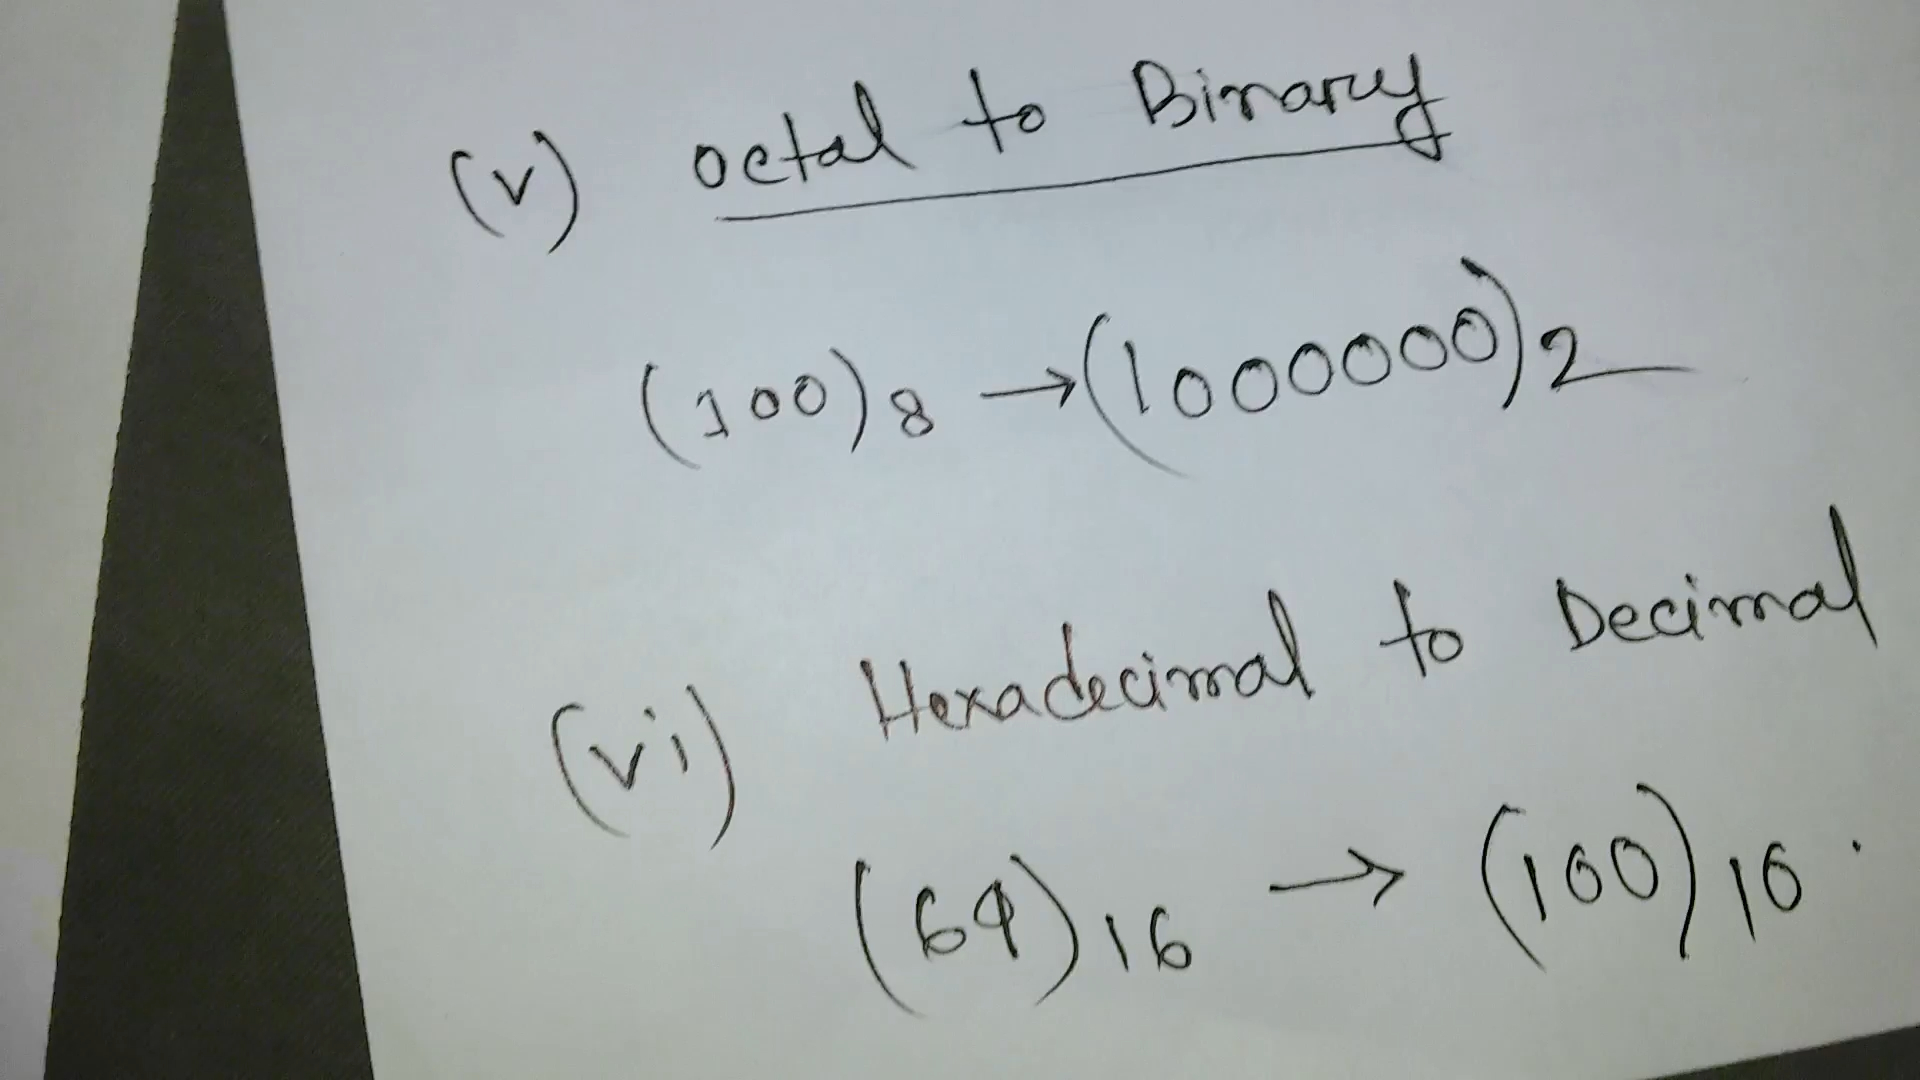 (v) octal to Binary
(100)8 →(1000000)2
(vi) Hexadecimal to Decimal
(64)16 → (100)10.